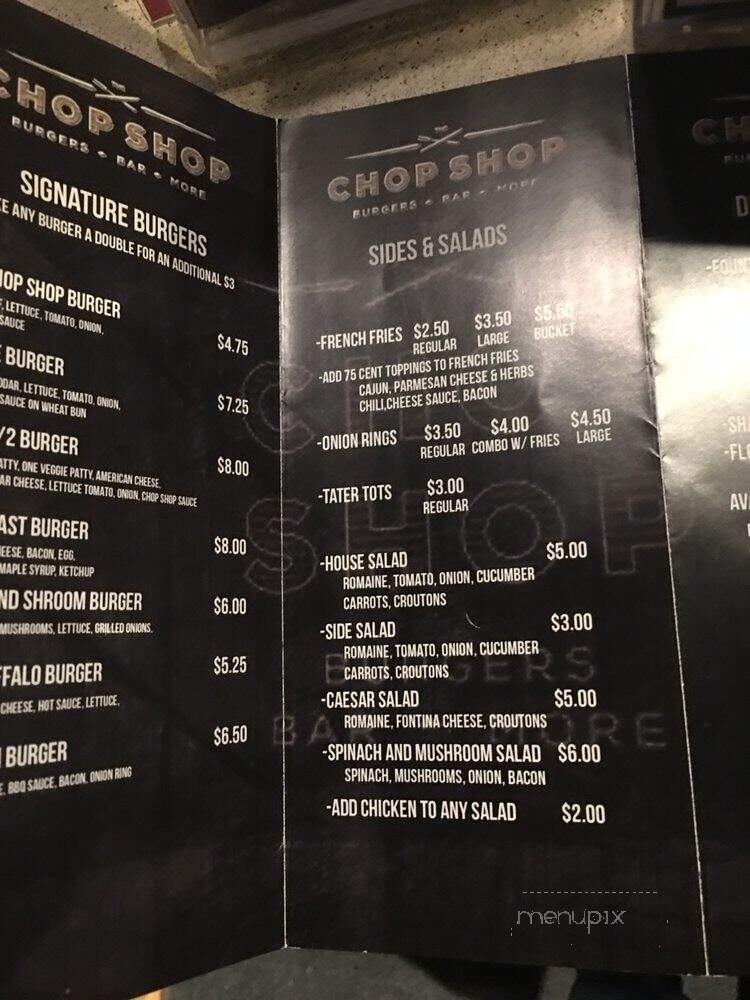 CHOP SHOP
BURGERS + BAR + MORE
SIGNATURE BURGERS
ANY BURGER A DOUBLE FOR AN ADDITIONAL $3
SHOP BURGER
LETTUCE, TOMATO, ONION,
SAUCE
$4.75
BURGER
LETTUCE, TOMATO, ONION,
SAUCE ON WHEAT BUN
$7.25
/2 BURGER
ONE VEGGIE PATTY, AMERICAN CHEESE,
CHEESE, LETTUCE TOMATO, ONION, CHOP SHOP SAUCE
$8.00
BURGER
BACON, EGG,
MAPLE SYRUP, KETCHUP
$8.00
SHROOM BURGER
MUSHROOMS, LETTUCE, GRILLED ONIONS,
$6.00
BURGER
CHEESE, HOT SAUCE, LETTUCE,
$5.25
BURGER
BBQ SAUCE, BACON, ONION RING
$6.50
CHOP SHOP
BURGERS + BAR + MORE
SIDES & SALADS
-FRENCH FRIES $2.50 $3.50 $5.50
REGULAR LARGE BUCKET
-ADD 75 CENT TOPPINGS TO FRENCH FRIES
CAJUN, PARMESAN CHEESE & HERBS
CHILI,CHEESE SAUCE, BACON
-ONION RINGS $3.50 $4.00 $4.50
REGULAR COMBO W/ FRIES LARGE
-TATER TOTS $3.00
REGULAR
-HOUSE SALAD $5.00
ROMAINE, TOMATO, ONION, CUCUMBER
CARROTS, CROUTONS
-SIDE SALAD $3.00
ROMAINE, TOMATO, ONION, CUCUMBER
CARROTS, CROUTONS
-CAESAR SALAD $5.00
ROMAINE, FONTINA CHEESE, CROUTONS
-SPINACH AND MUSHROOM SALAD $6.00
SPINACH, MUSHROOMS, ONION, BACON
-ADD CHICKEN TO ANY SALAD $2.00
menupix